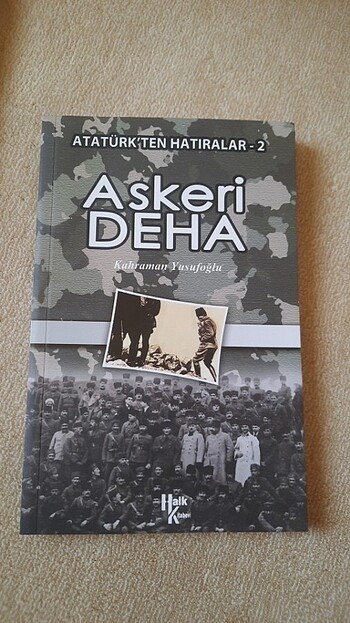 ATATÜRK'TEN HATIRALAR - 2
Askeri
DEHA
Kahraman Yusufoğlu
Halk
Kitabevi